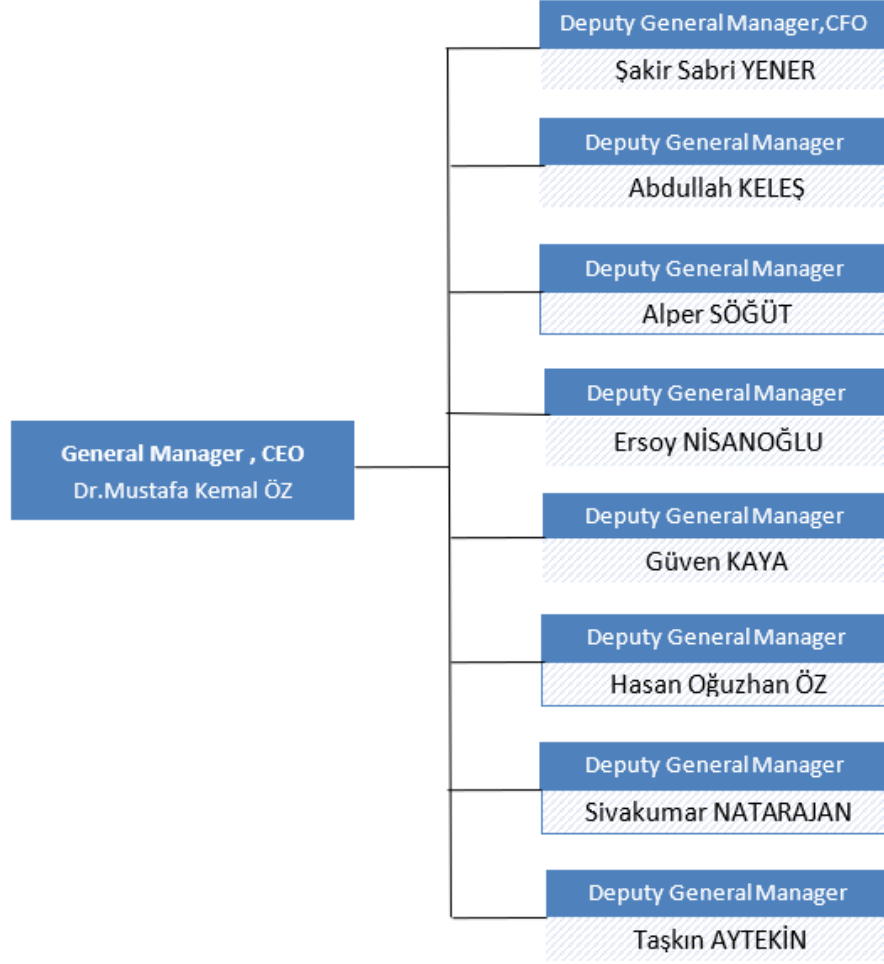 Deputy General Manager,CFO
Şakir Sabri YENER
Deputy General Manager
Abdullah KELEŞ
Deputy General Manager
Alper SÖĞÜT
Deputy General Manager
Ersoy NİSANOĞLU
General Manager , CEO
Dr.Mustafa Kemal ÖZ
Deputy General Manager
Güven KAYA
Deputy General Manager
Hasan Oğuzhan ÖZ
Deputy General Manager
Sivakumar NATARAJAN
Deputy General Manager
Taşkın AYTEKİN